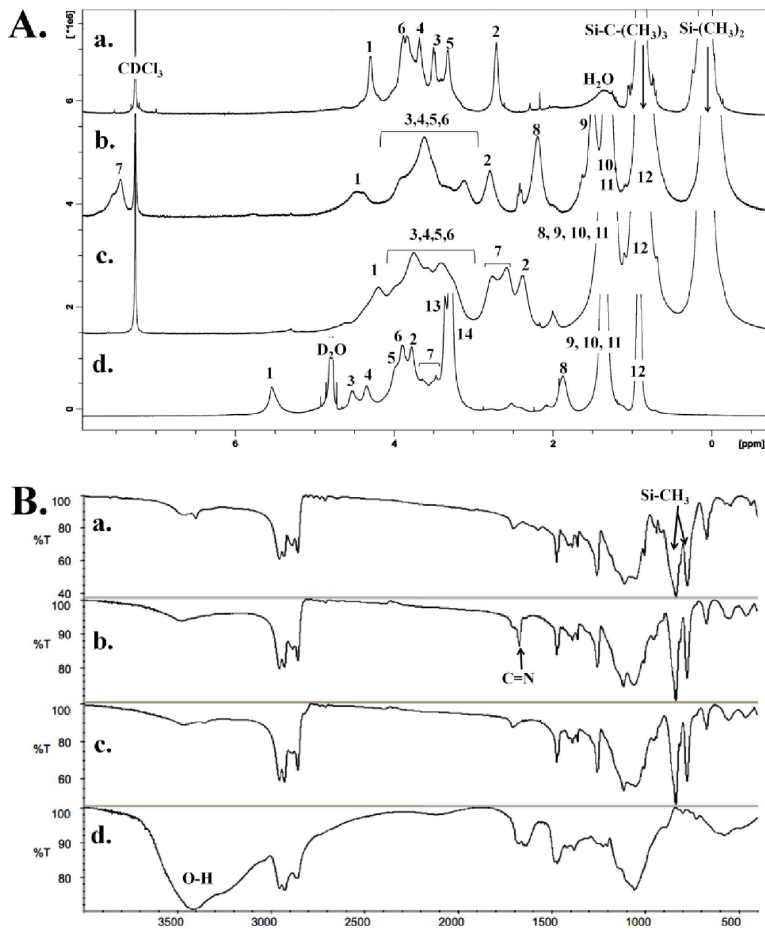 A.
[*1e6]
a.
CDCl3
1
6
4
3
5
2
Si-C-(CH3)3
Si-(CH3)2
H2O
6
b.
7
3,4,5,6
1
2
8
9
10,
11
12
4
c.
3,4,5,6
1
7
2
8, 9, 10, 11
12
2
d.
D2O
1
3
4
5
6
2
7
13
14
8
9, 10, 11
12
0
6 4 2 0 [ppm]
B.
a.
%T
100
80
60
40
Si-CH3
b.
%T
100
90
80
C=N
c.
%T
100
80
60
d.
%T
100
90
80
O-H
3500 3000 2500 2000 1500 1000 500